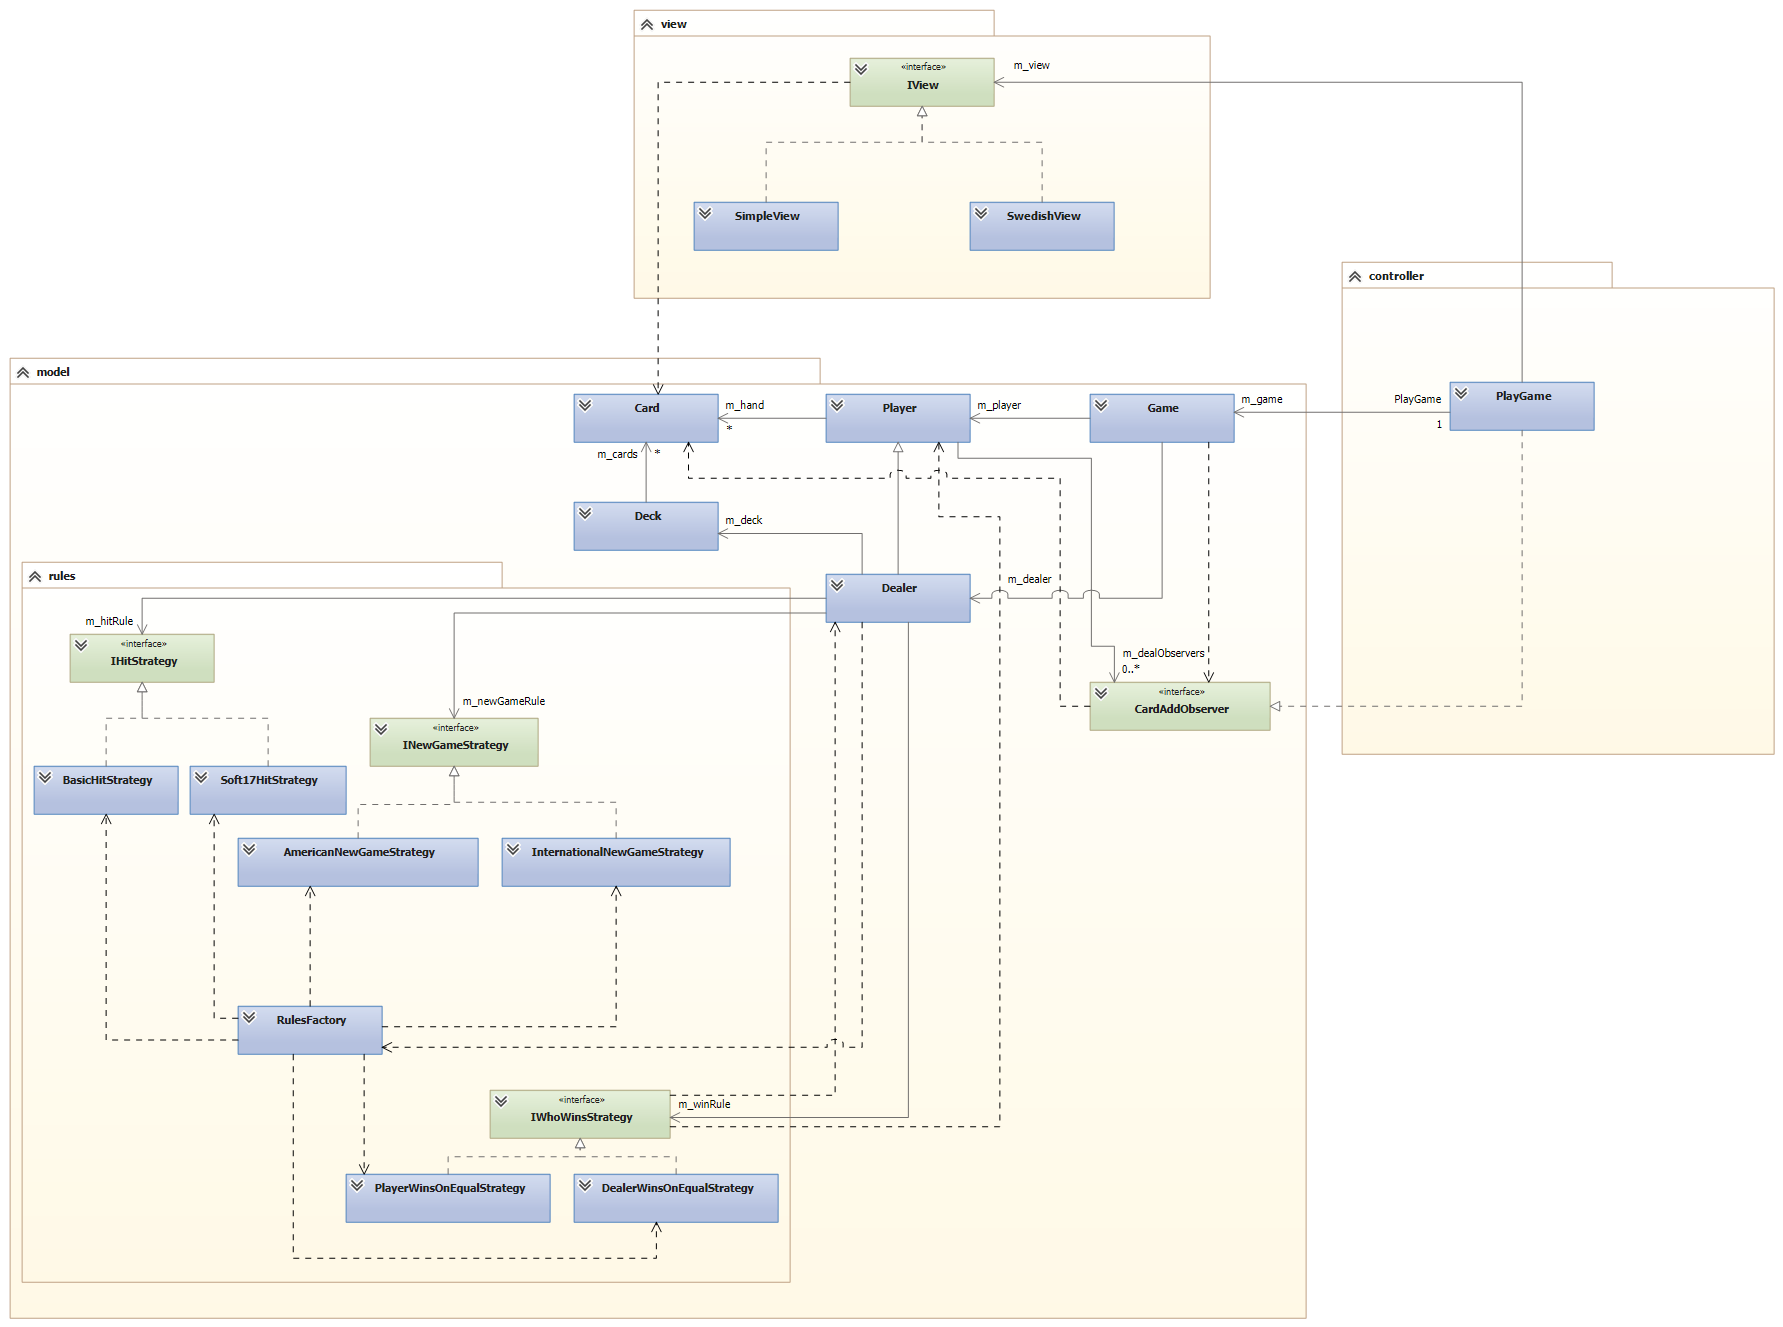 view
«interface»
IView
m_view
SimpleView
SwedishView
controller
PlayGame
PlayGame
1
m_game
model
Card
m_hand
*
Player
m_player
Game
m_cards
*
Deck
m_deck
Dealer
m_dealer
m_dealObservers
0..*
«interface»
CardAddObserver
rules
m_hitRule
«interface»
IHitStrategy
m_newGameRule
«interface»
INewGameStrategy
BasicHitStrategy
Soft17HitStrategy
AmericanNewGameStrategy
InternationalNewGameStrategy
RulesFactory
«interface»
IWhoWinsStrategy
m_winRule
PlayerWinsOnEqualStrategy
DealerWinsOnEqualStrategy